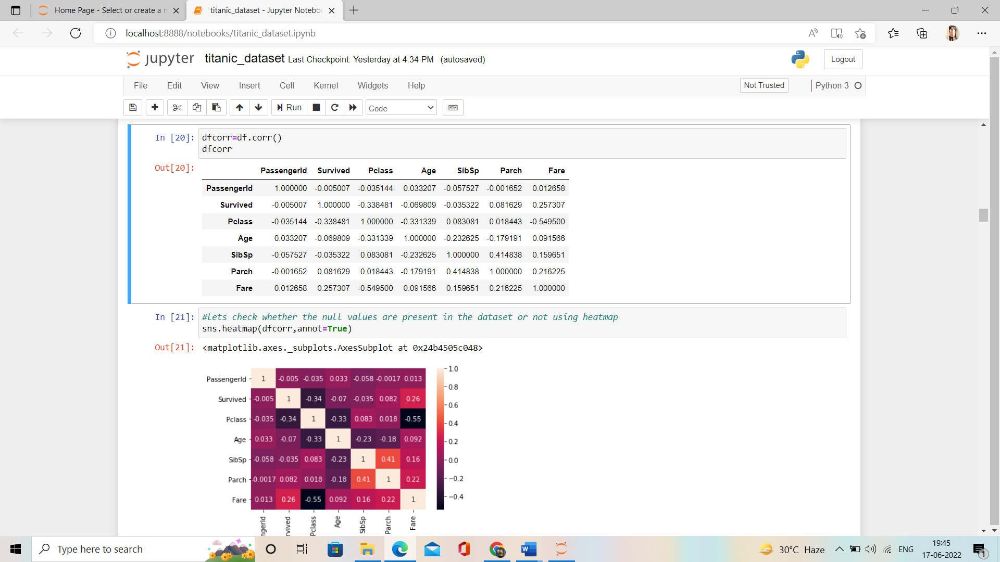 Home Page - Select or create a n
titanic_dataset - Jupyter Notebo
localhost:8888/notebooks/titanic_dataset.ipynb
jupyter titanic_dataset Last Checkpoint: Yesterday at 4:34 PM (autosaved)
Logout
File Edit View Insert Cell Kernel Widgets Help
Not Trusted
Python 3
Run
Code
In [20]: dfcorr=df.corr()
dfcorr
Out[20]:
PassengerId Survived Pclass Age SibSp Parch Fare
PassengerId 1.000000 -0.005007 -0.035144 0.033207 -0.057527 -0.001652 0.012658
Survived -0.005007 1.000000 -0.338481 -0.069809 -0.035322 0.081629 0.257307
Pclass -0.035144 -0.338481 1.000000 -0.331339 0.083081 0.018443 -0.549500
Age 0.033207 -0.069809 -0.331339 1.000000 -0.232625 -0.179191 0.091566
SibSp -0.057527 -0.035322 0.083081 -0.232625 1.000000 0.414838 0.159651
Parch -0.001652 0.081629 0.018443 -0.179191 0.414838 1.000000 0.216225
Fare 0.012658 0.257307 -0.549500 0.091566 0.159651 0.216225 1.000000
In [21]: #lets check whether the null values are present in the dataset or not using heatmap
sns.heatmap(dfcorr,annot=True)
Out[21]: <matplotlib.axes._subplots.AxesSubplot at 0x24b4505c048>
PassengerId 1 -0.005 -0.035 0.033 -0.058 -0.0017 0.013
Survived -0.005 1 -0.34 -0.07 -0.035 0.082 0.26
Pclass -0.035 -0.34 1 -0.33 0.083 0.018 -0.55
Age 0.033 -0.07 -0.33 1 -0.23 -0.18 0.092
SibSp -0.058 -0.035 0.083 -0.23 1 0.41 0.16
Parch -0.0017 0.082 0.018 -0.18 0.41 1 0.22
Fare 0.013 0.26 -0.55 0.092 0.16 0.22 1
1.0
0.8
0.6
0.4
0.2
0.0
−0.2
−0.4
ngerId rvived Pclass Age SibSp Parch Fare
Type here to search
30°C Haze
ENG
19:45
17-06-2022
1